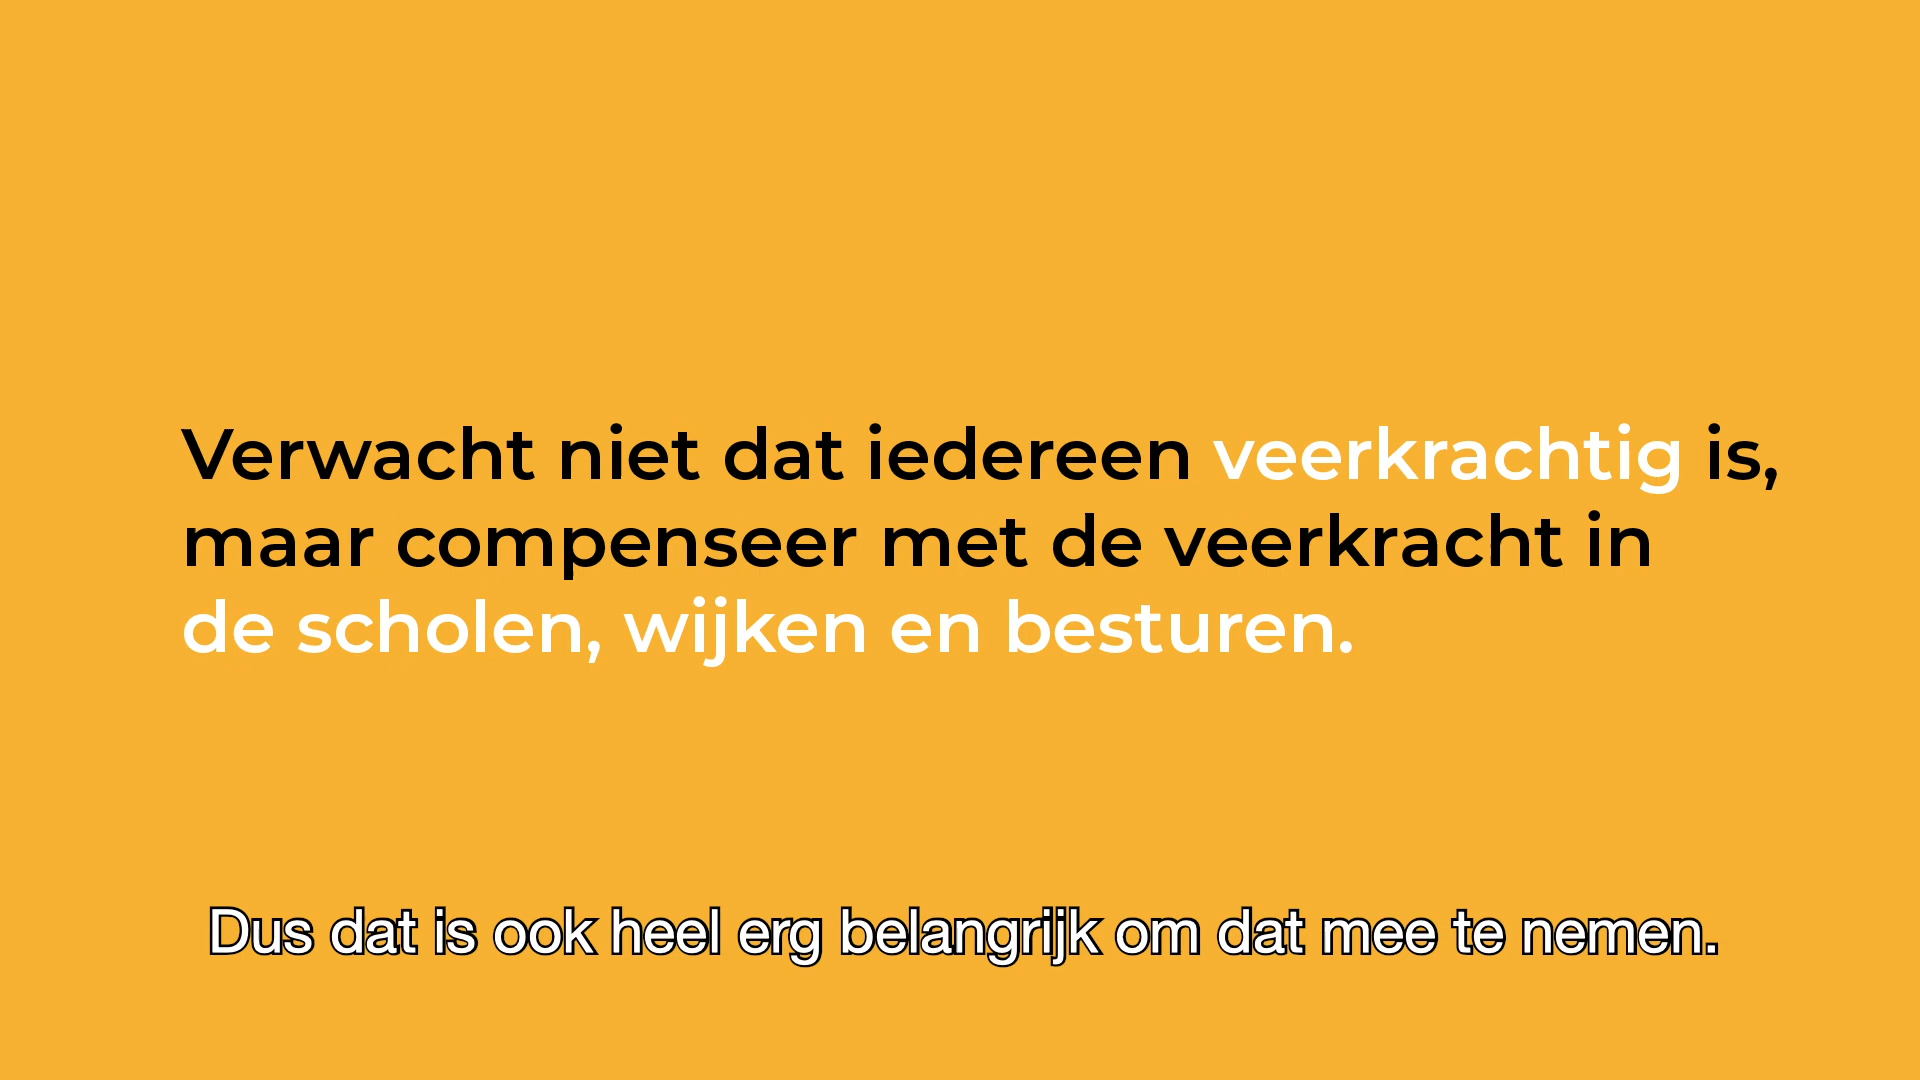 Verwacht niet dat iedereen veerkrachtig is,
maar compenseer met de veerkracht in
de scholen, wijken en besturen.
Dus dat is ook heel erg belangrijk om dat mee te nemen.